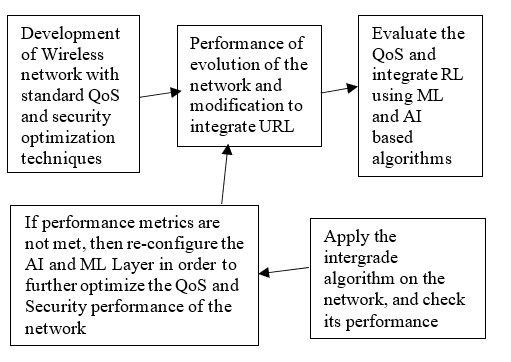 Development
of Wireless
network with
standard QoS
and security
optimization
techniques
Performance of
evolution of the
network and
modification to
integrate URL
Evaluate the
QoS and
integrate RL
using ML
and AI
based
algorithms
If performance metrics are
not met, then re-configure the
AI and ML Layer in order to
further optimize the QoS and
Security performance of the
network
Apply the
intergrade
algorithm on the
network, and check
its performance